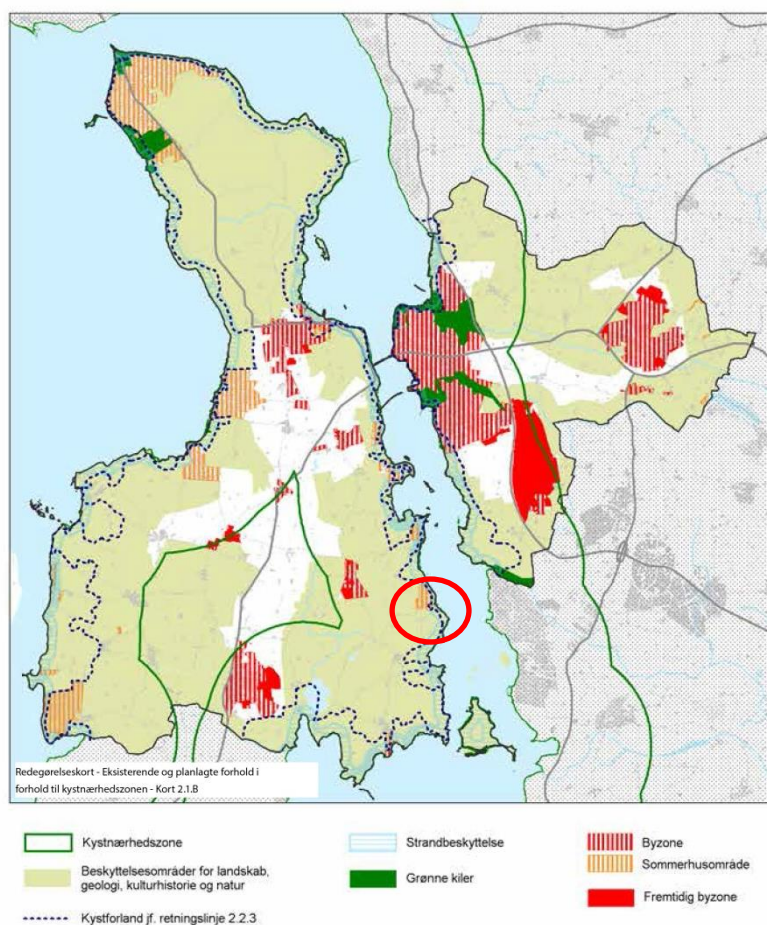 Redegørelseskort - Eksisterende og planlagte forhold i
forhold til kystnærhedszonen - Kort 2.1.B
Kystnærhedszone
Beskyttelsesområder for landskab,
geologi, kulturhistorie og natur
Kystforland jf. retningslinje 2.2.3
Strandbeskyttelse
Grønne kiler
Byzone
Sommerhusområde
Fremtidig byzone